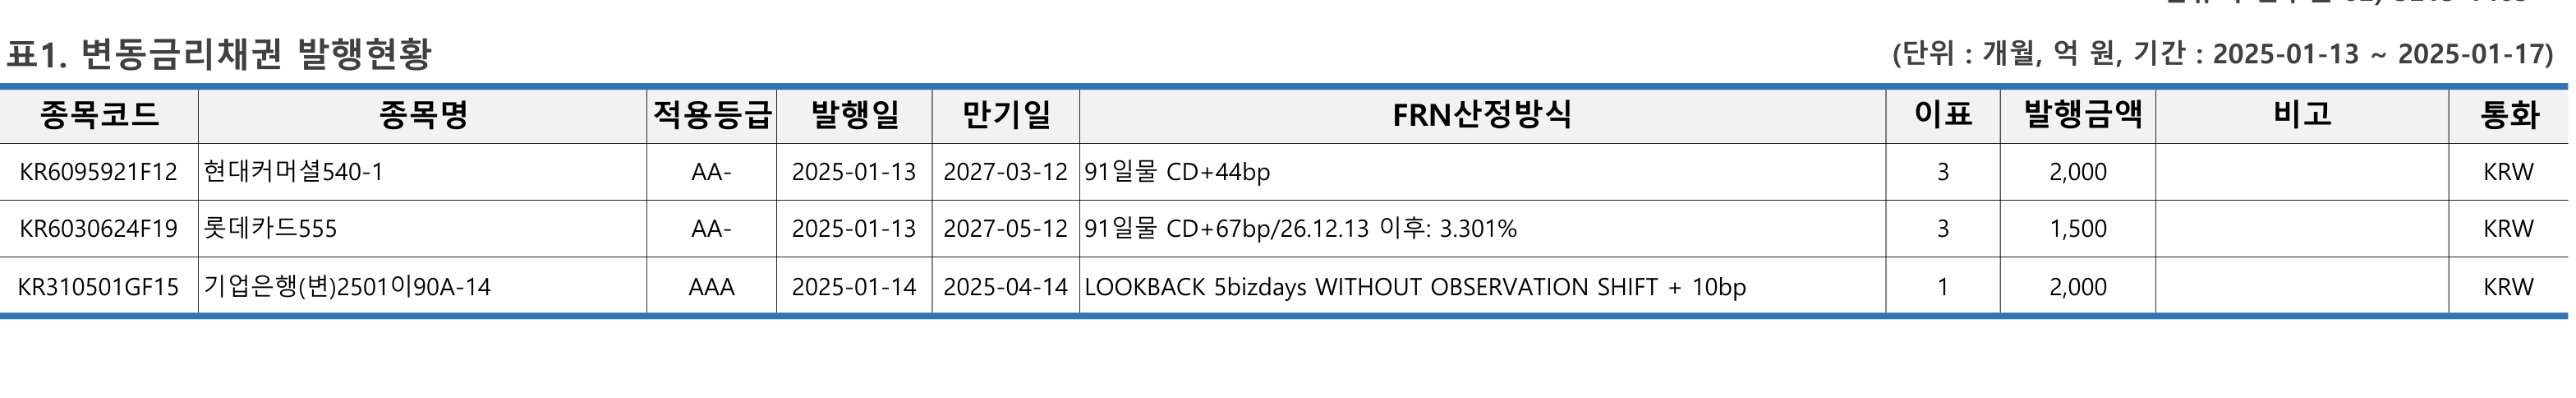 표1. 변동금리채권 발행현황 (단위 : 개월, 억 원, 기간 : 2025-01-13 ~ 2025-01-17)
종목코드 종목명 적용등급 발행일 만기일 FRN산정방식 이표 발행금액 비고 통화
KR6095921F12 현대커머셜540-1 AA- 2025-01-13 2027-03-12 91일물 CD+44bp 3 2,000 KRW
KR6030624F19 롯데카드555 AA- 2025-01-13 2027-05-12 91일물 CD+67bp/26.12.13 이후: 3.301% 3 1,500 KRW
KR310501GF15 기업은행(변)2501이90A-14 AAA 2025-01-14 2025-04-14 LOOKBACK 5bizdays WITHOUT OBSERVATION SHIFT + 10bp 1 2,000 KRW